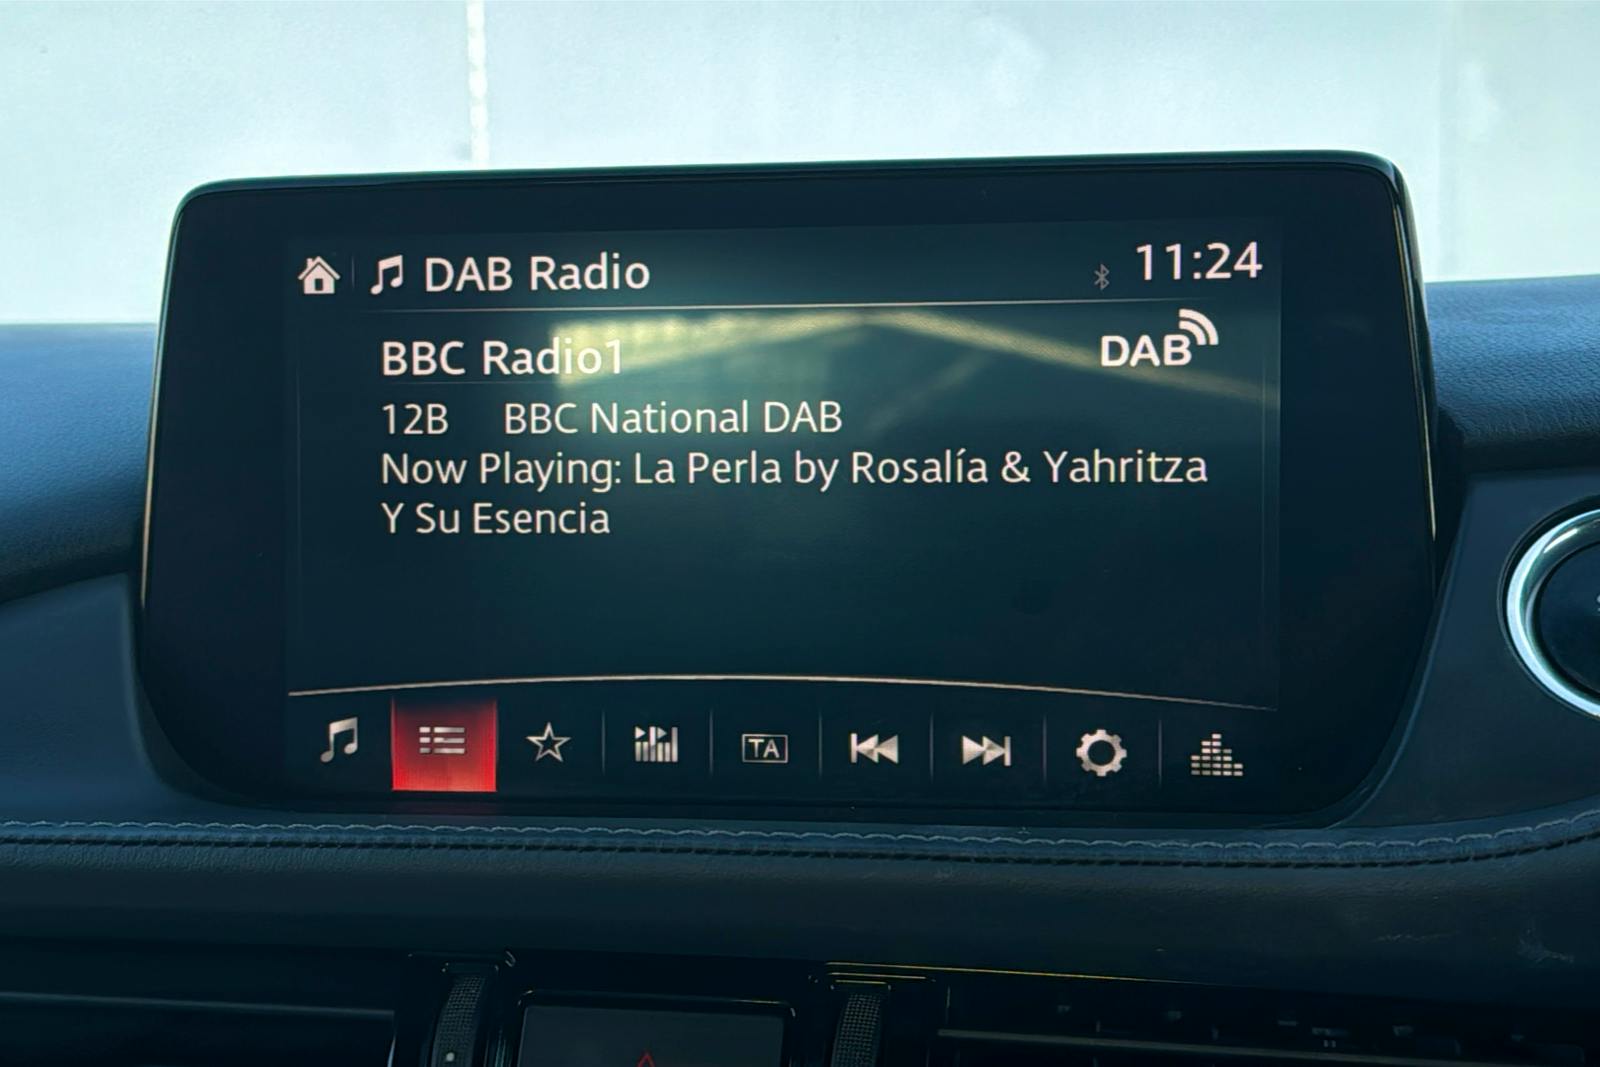 DAB Radio
11:24
BBC Radio1
DAB
12B BBC National DAB
Now Playing: La Perla by Rosalía & Yahritza
Y Su Esencia
TA